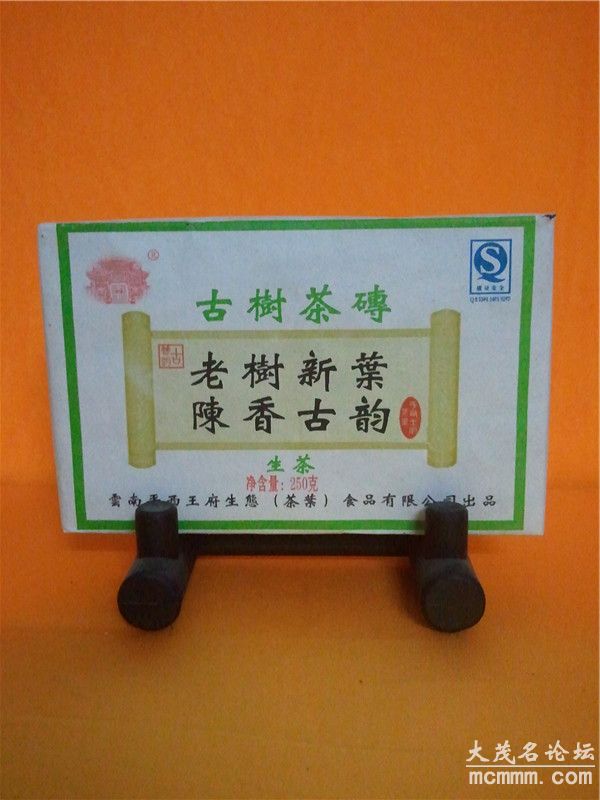 古樹茶磚
老樹新葉
陳香古韵
生茶
净含量：250克
雲南平西王府生態（茶葉）食品有限公司出品
大茂名论坛
mcmmm.com